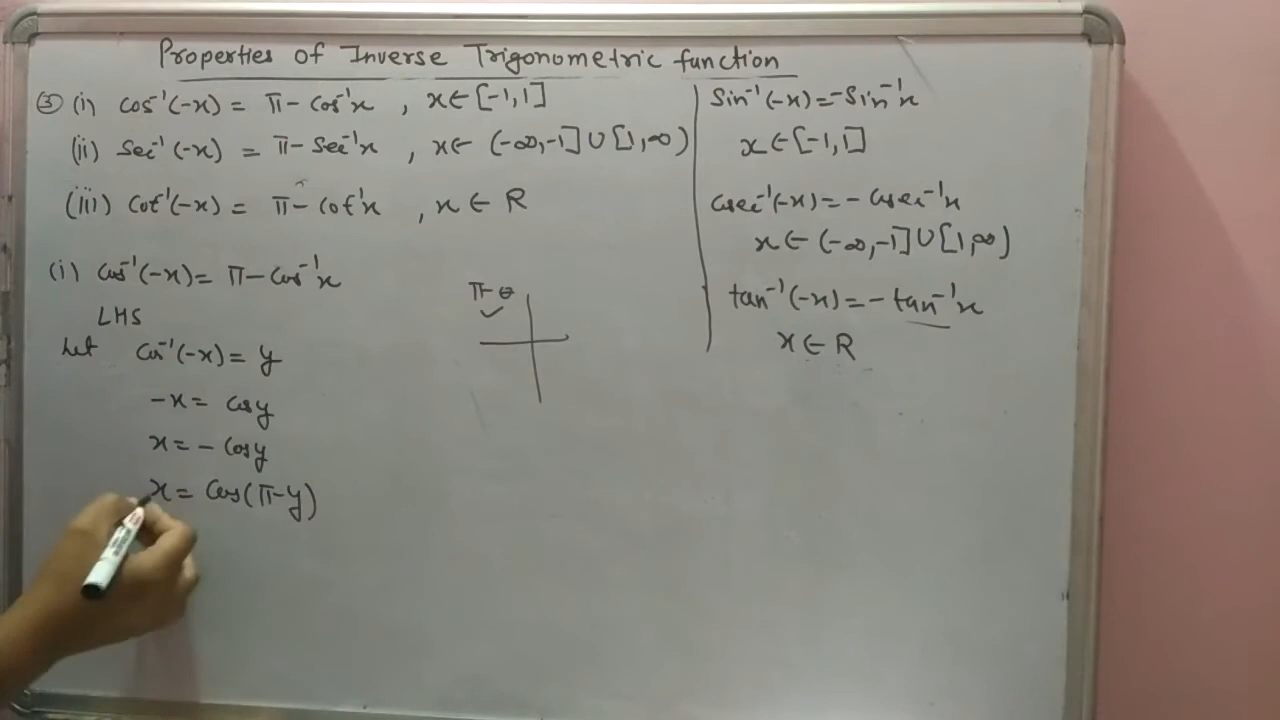 Properties of Inverse Trigonometric function
③ (i) cos⁻¹(-x) = π - cos⁻¹x , x ∈ [-1,1]
(ii) Sec⁻¹(-x) = π - Sec⁻¹x , x ∈ (-∞,-1] ∪ [1,∞)
(iii) Cot⁻¹(-x) = π - Cot⁻¹x , x ∈ R
(i) Cos⁻¹(-x) = π - Cos⁻¹x
LHS
Let Cos⁻¹(-x) = y
-x = cosy
x = - Cosy
x = Cos(π-y)
π-θ
Sin⁻¹(-x) = -Sin⁻¹x
x ∈ [-1,1]
Cosec⁻¹(-x) = - Cosec⁻¹x
x ∈ (-∞,-1] ∪ [1,∞)
tan⁻¹(-x) = - tan⁻¹x
x ∈ R